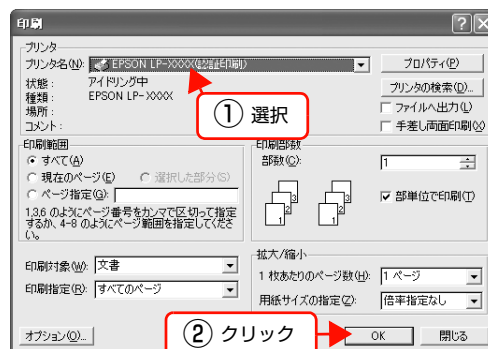 印刷
プリンタ
プリンタ名(N): EPSON LP-XXXX(認証印刷) プロパティ(P)
状態: アイドリング中 プリンタの検索(D)...
種類: EPSON LP-XXXX
場所: ファイルへ出力(L)
コメント: 手差し両面印刷(X)
① 選択
印刷範囲 印刷部数
すべて(A) 部数(C): 1
現在のページ(E) 選択した部分(S)
ページ指定(G): 部単位で印刷(T)
1,3,6 のようにページ番号をカンマで区切って指定
するか、4-8 のようにページ範囲を指定してくださ
い。
拡大/縮小
印刷対象(W): 文書 1 枚あたりのページ数(H): 1 ページ
印刷指定(R): すべてのページ 用紙サイズの指定(Z): 倍率指定なし
オプション(O)... ② クリック OK 閉じる